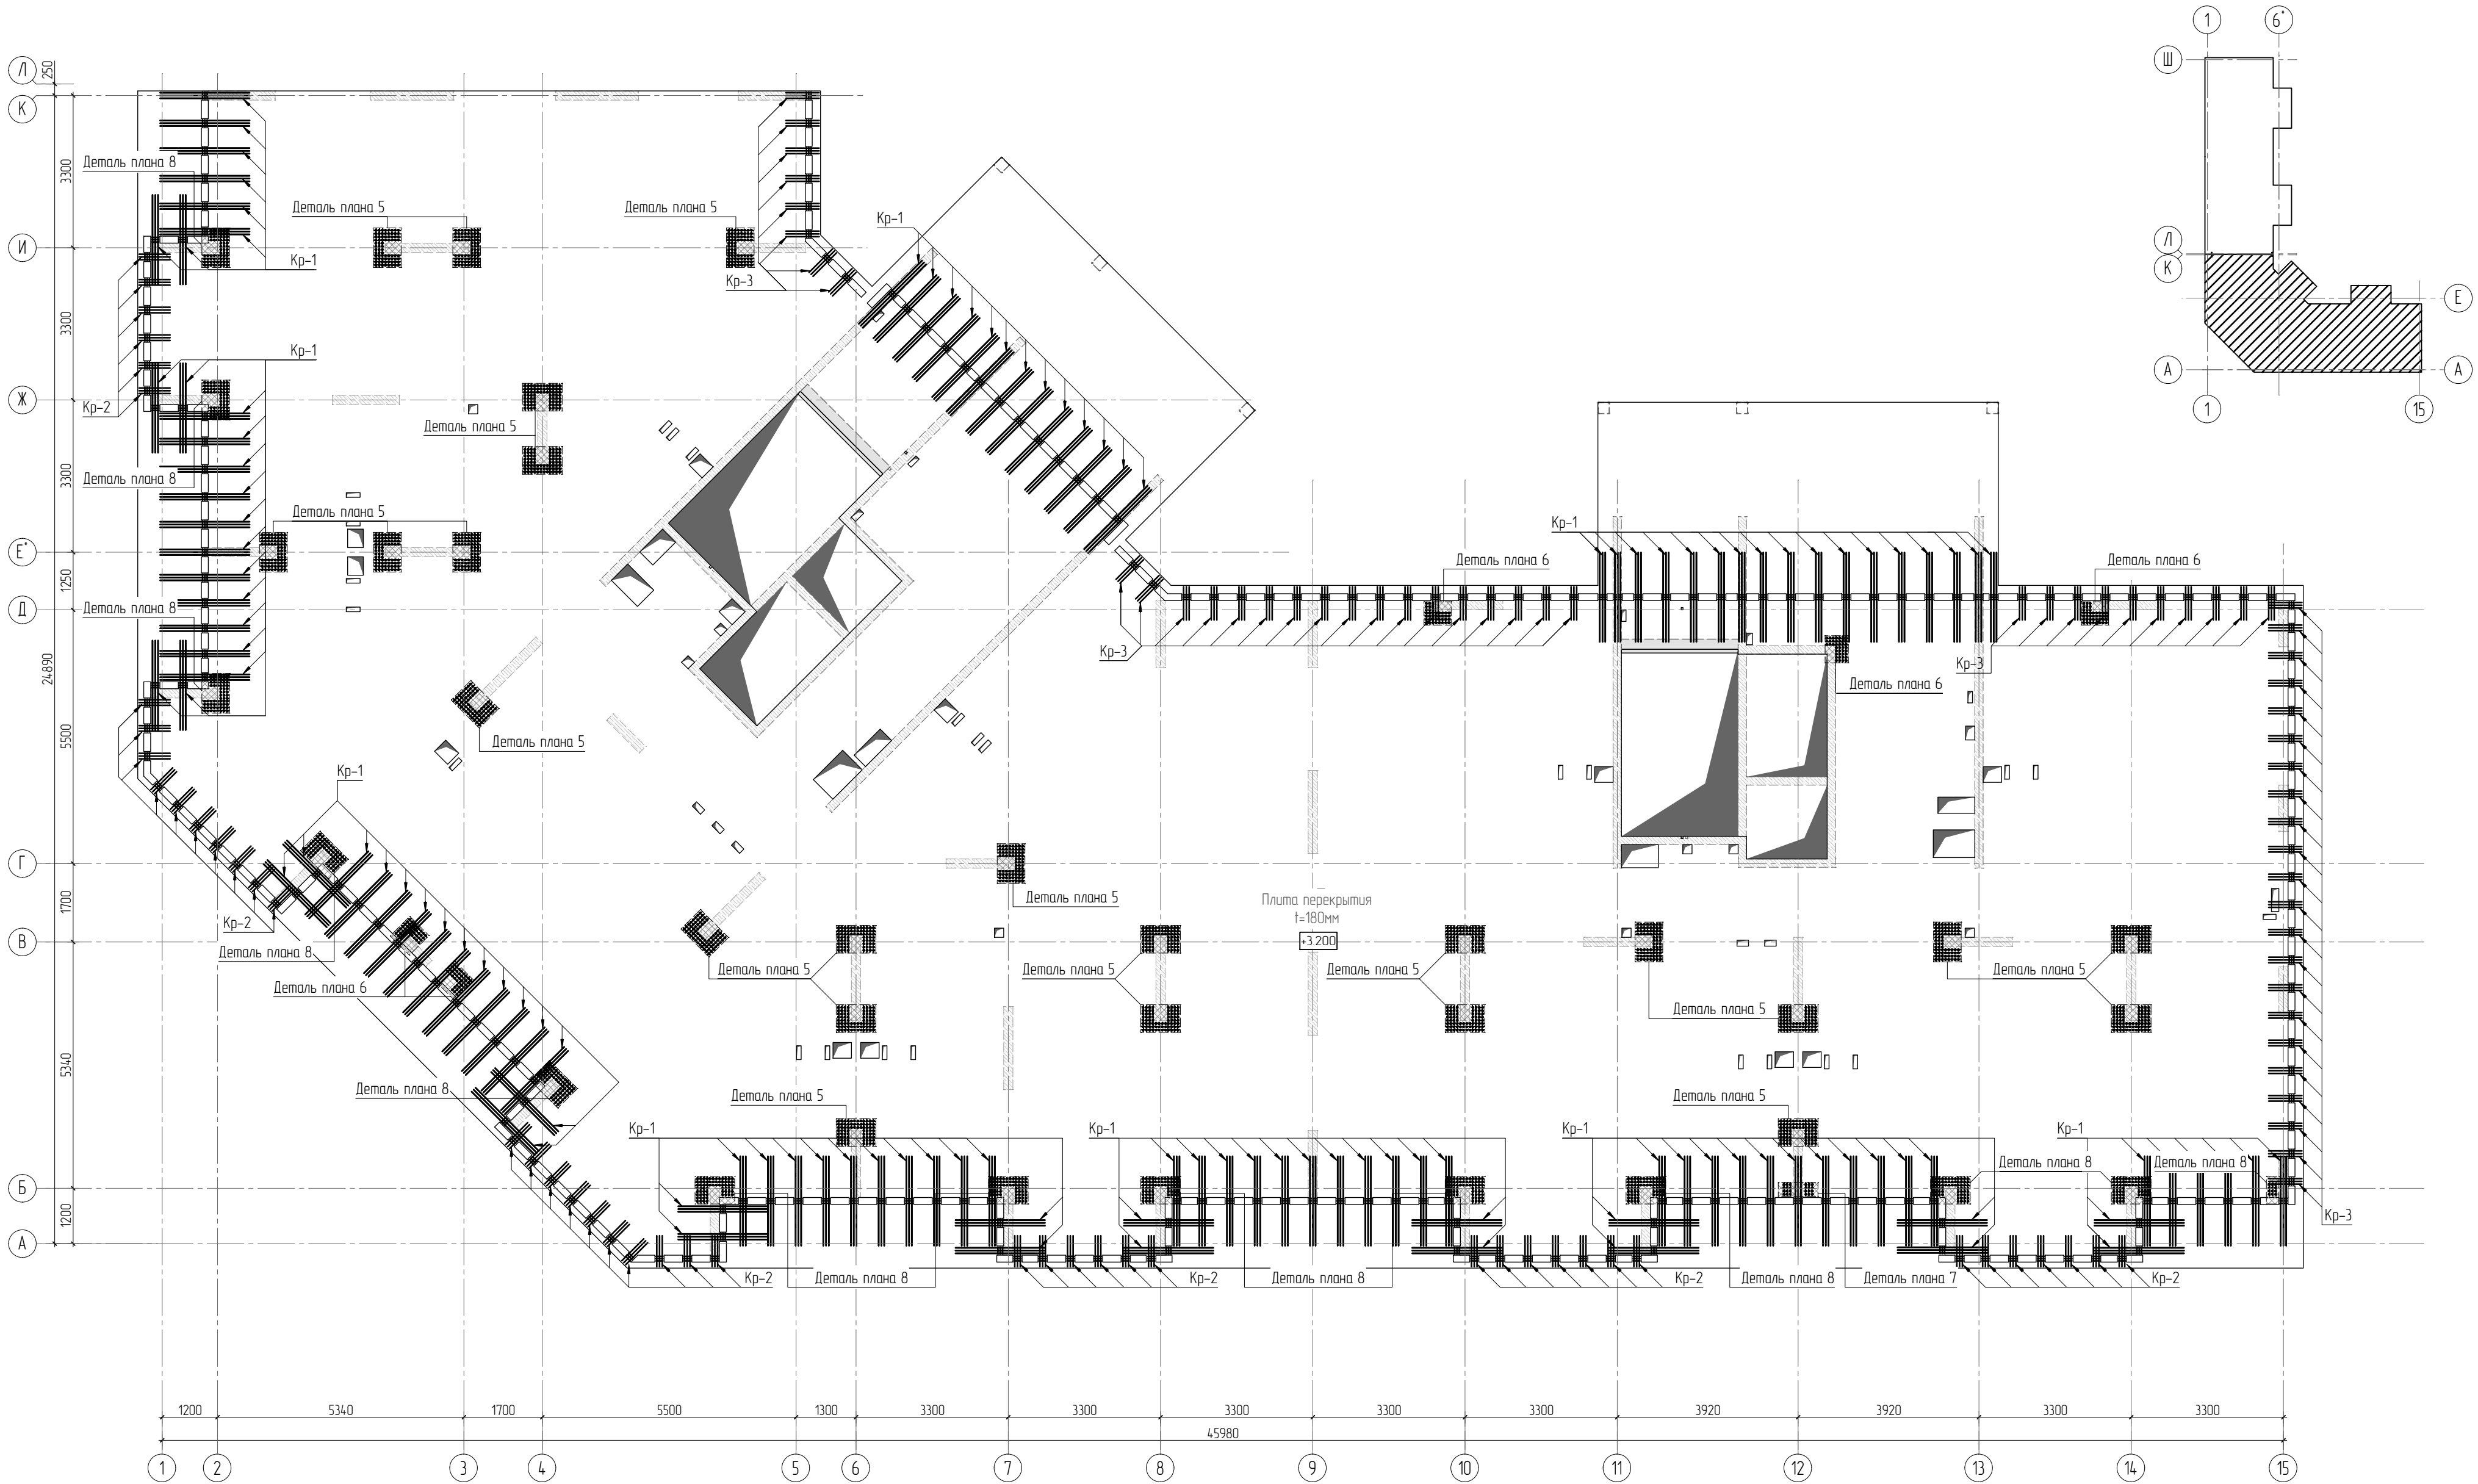 1
6*
Ш
Л
К
Е
А
А
1
15
Л
250
К
3300
Деталь плана 8
Деталь плана 5
Деталь плана 5
Кр-1
И
Кр-1
Кр-3
3300
Кр-1
Ж
Кр-2
Деталь плана 5
3300
Деталь плана 8
Деталь плана 5
Кр-1
Е*
Деталь плана 6
Деталь плана 6
1250
Д
Деталь плана 8
Кр-3
Кр-3
24890
Деталь плана 6
5500
Деталь плана 5
Кр-1
Г
1700
Деталь плана 5
Плита перекрытия
t=180мм
+3.200
Кр-2
В
Деталь плана 8
Деталь плана 5
Деталь плана 5
Деталь плана 5
Деталь плана 5
Деталь плана 6
Деталь плана 5
5340
Деталь плана 8
Деталь плана 5
Деталь плана 5
Кр-1
Кр-1
Кр-1
Кр-1
Деталь плана 8
Деталь плана 8
Б
1200
Кр-3
А
Кр-2
Деталь плана 8
Кр-2
Деталь плана 8
Кр-2
Деталь плана 8
Деталь плана 7
Кр-2
1200
5340
1700
5500
1300
3300
3300
3300
3300
3300
3920
3920
3300
3300
45980
1
2
3
4
5
6
7
8
9
10
11
12
13
14
15